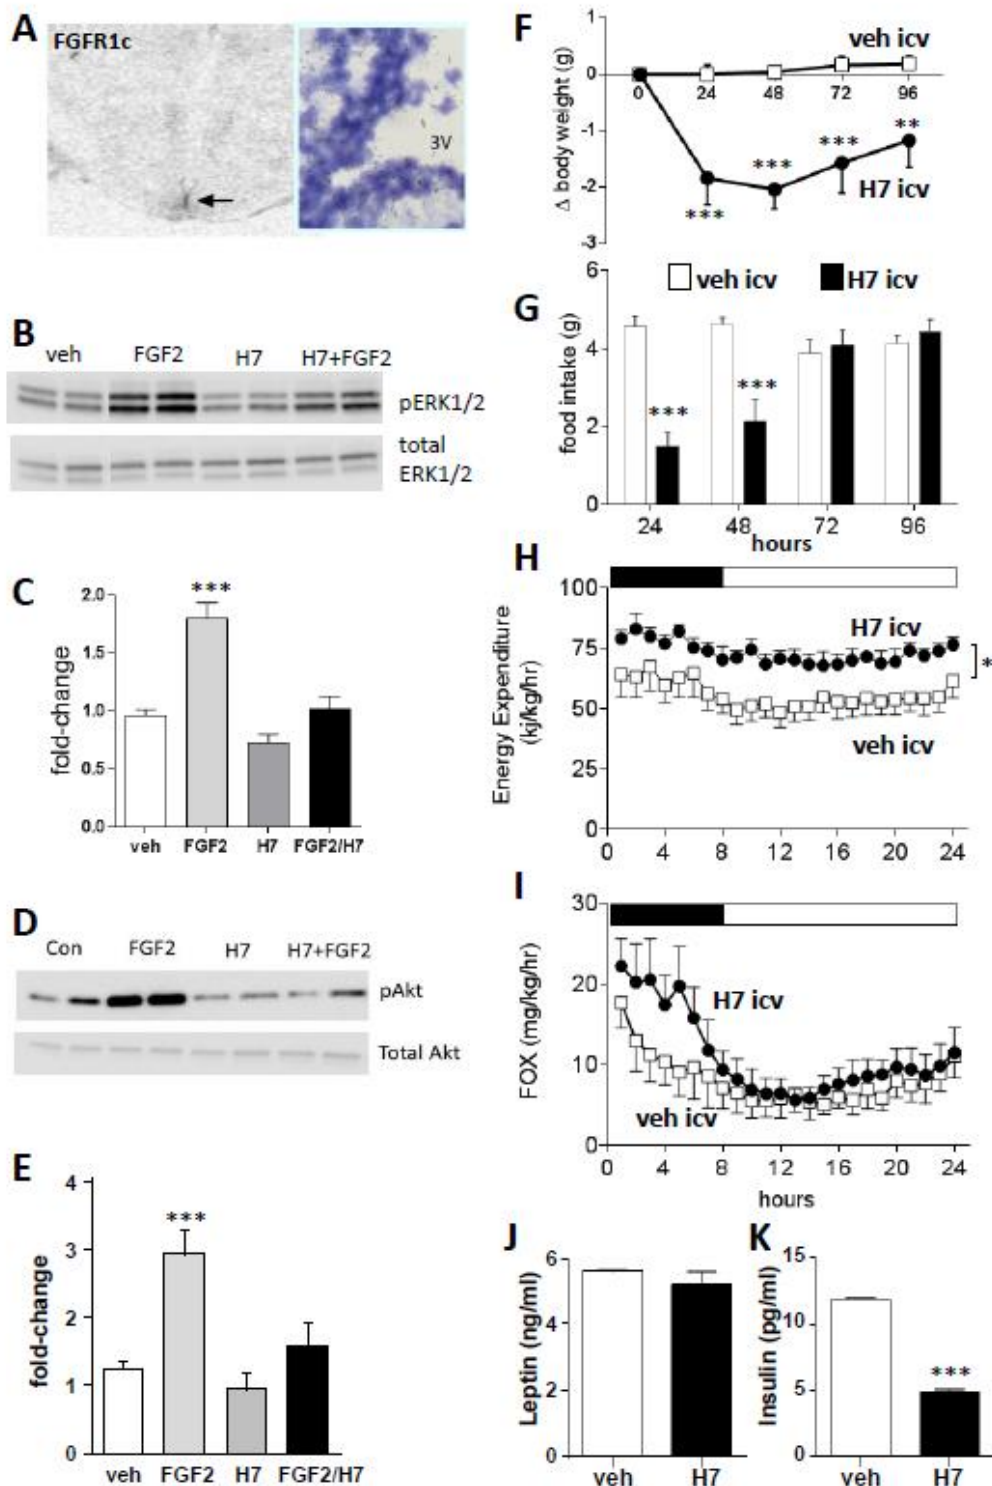 A
FGFR1c
3V
B
veh FGF2 H7 H7+FGF2
pERK1/2
total
ERK1/2
C
fold-change
2.0
1.5
1.0
0.5
0.0
***
veh FGF2 H7 FGF2/H7
D
Con FGF2 H7 H7+FGF2
pAkt
Total Akt
E
fold-change
4
3
2
1
0
***
veh FGF2 H7 FGF2/H7
F
Δ body weight (g)
1
0
-1
-2
-3
veh icv
0 24 48 72 96
*** *** *** **
H7 icv
G
veh icv H7 icv
food intake (g)
6
4
2
0
*** ***
24 48 72 96
hours
H
Energy Expenditure
(kj/kg/hr)
100
75
50
25
0
H7 icv
*
veh icv
0 4 8 12 16 20 24
I
FOX (mg/kg/hr)
30
20
10
0
H7 icv
veh icv
0 4 8 12 16 20 24
hours
J
Leptin (ng/ml)
6
4
2
0
veh H7
K
Insulin (pg/ml)
15
10
5
0
***
veh H7